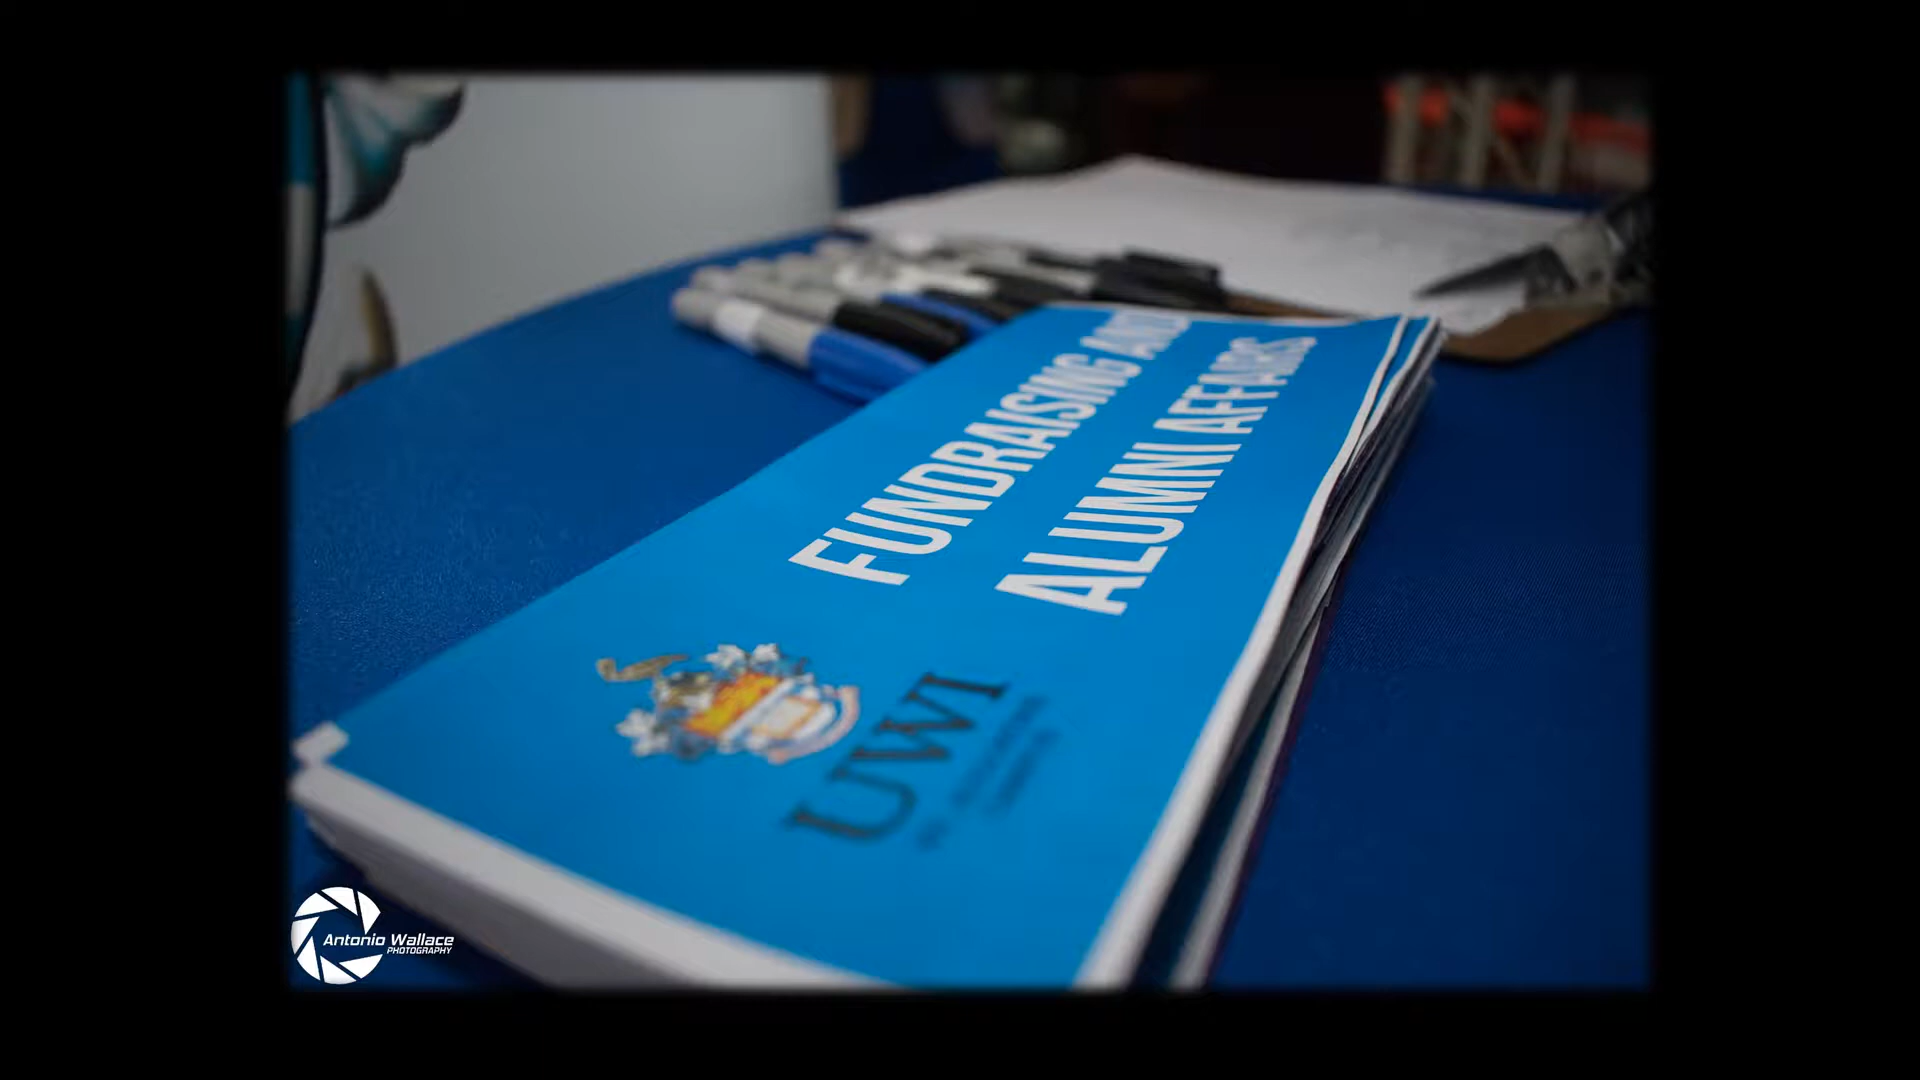 FUNDRAISING AND
ALUMNI AFFAIRS
UWI
Antonio Wallace
PHOTOGRAPHY